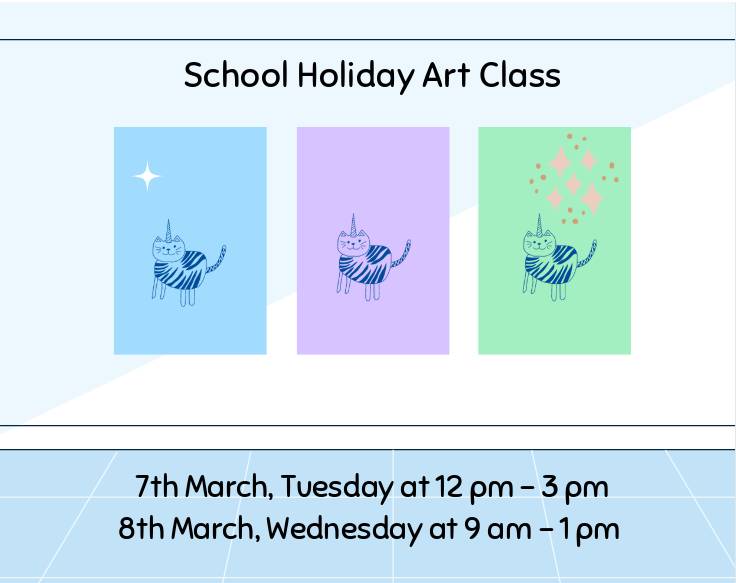 School Holiday Art Class
7th March, Tuesday at 12 pm - 3 pm
8th March, Wednesday at 9 am - 1 pm